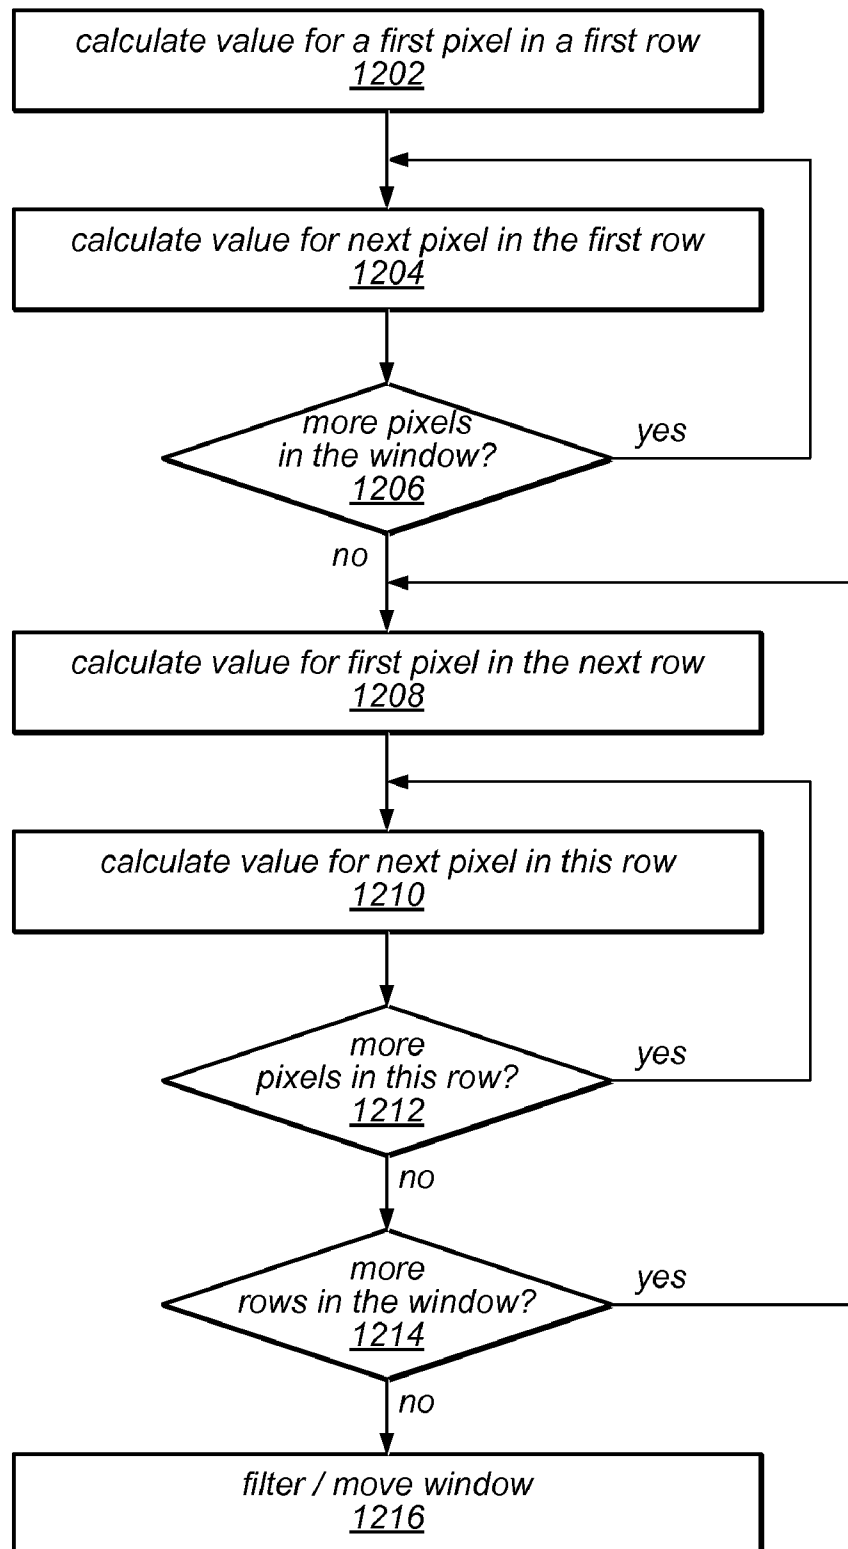 calculate value for a first pixel in a first row
1202
calculate value for next pixel in the first row
1204
more pixels
in the window?
1206
yes
no
calculate value for first pixel in the next row
1208
calculate value for next pixel in this row
1210
more
pixels in this row?
1212
yes
no
more
rows in the window?
1214
yes
no
filter / move window
1216